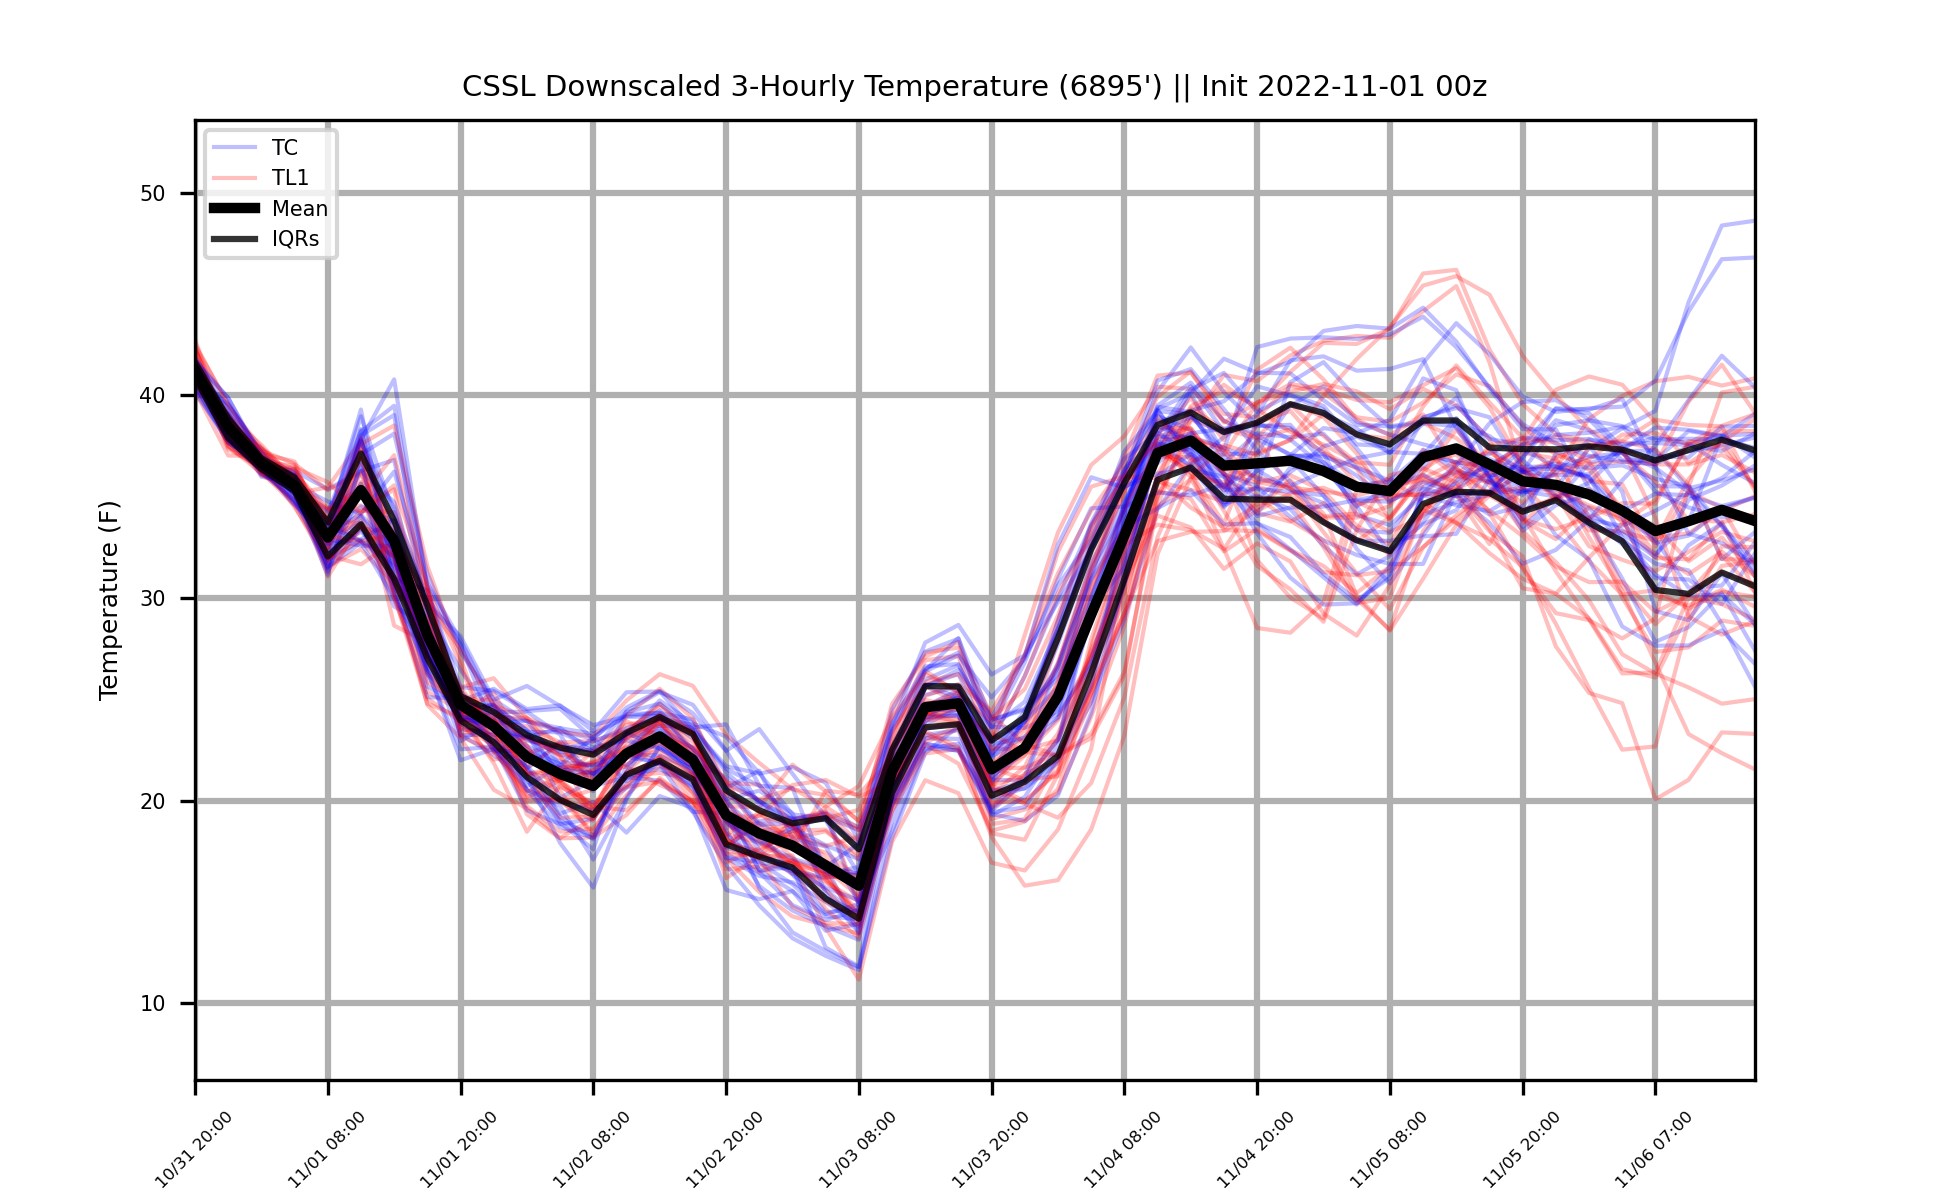 CSSL Downscaled 3-Hourly Temperature (6895') || Init 2022-11-01 00z
TC
TL1
Mean
IQRs
Temperature (F)
50
40
30
20
10
10/31 20:00
11/01 08:00
11/01 20:00
11/02 08:00
11/02 20:00
11/03 08:00
11/03 20:00
11/04 08:00
11/04 20:00
11/05 08:00
11/05 20:00
11/06 07:00